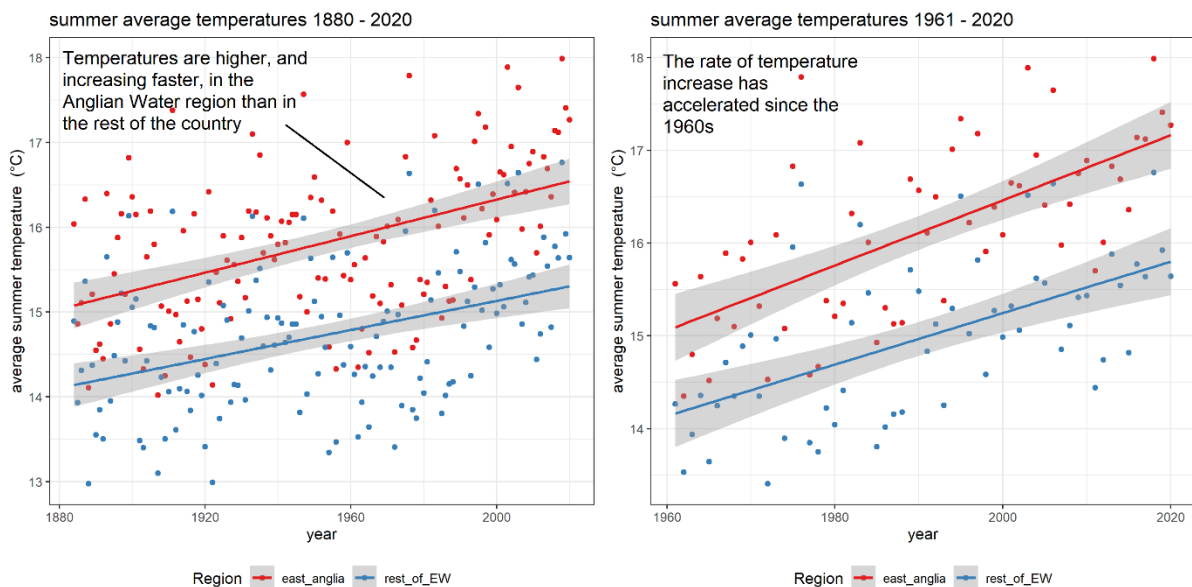 summer average temperatures 1880 - 2020
Temperatures are higher, and
increasing faster, in the
Anglian Water region than in
the rest of the country
18
17
16
15
14
13
average summer temperature (°C)
1880
1920
1960
2000
year
Region east_anglia rest_of_EW
summer average temperatures 1961 - 2020
The rate of temperature
increase has
accelerated since the
1960s
18
17
16
15
14
average summer temperature (°C)
1960
1980
2000
2020
year
Region east_anglia rest_of_EW